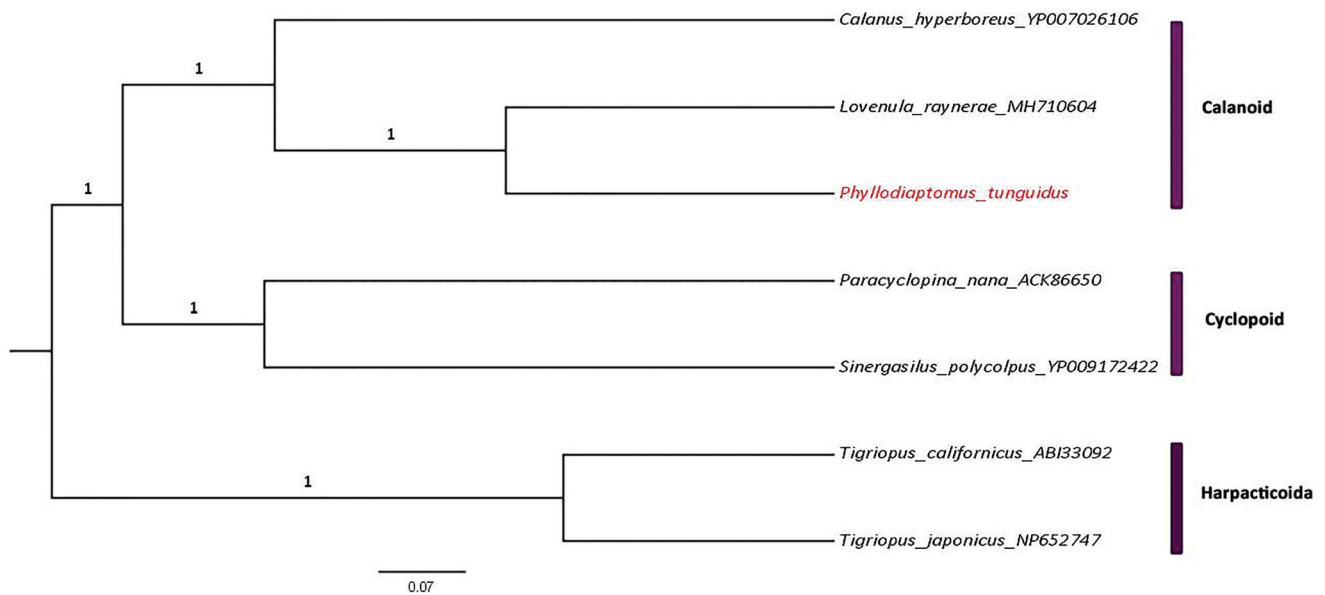 Calanus_hyperboreus_YP007026106
1
Lovenula_raynerae_MH710604
Calanoid
1
Phyllodiaptomus_tunguidus
1
Paracyclopina_nana_ACK86650
1
Cyclopoid
Sinergasilus_polycolpus_YP009172422
Tigriopus_californicus_ABI33092
1
Harpacticoida
Tigriopus_japonicus_NP652747
0.07